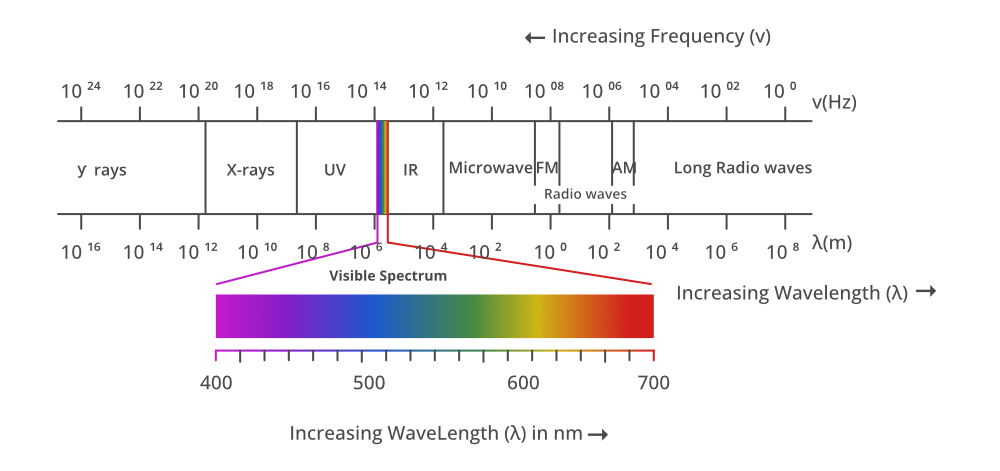 ← Increasing Frequency (ν)
10 24 10 22 10 20 10 18 10 16 10 14 10 12 10 10 10 08 10 06 10 04 10 02 10 0 ν(Hz)
y rays X-rays UV IR Microwave FM AM Long Radio waves
Radio waves
10 16 10 14 10 12 10 10 10 8 10 6 10 4 10 2 10 0 10 2 10 4 10 6 10 8 λ(m)
Visible Spectrum
Increasing Wavelength (λ) →
400 500 600 700
Increasing WaveLength (λ) in nm →